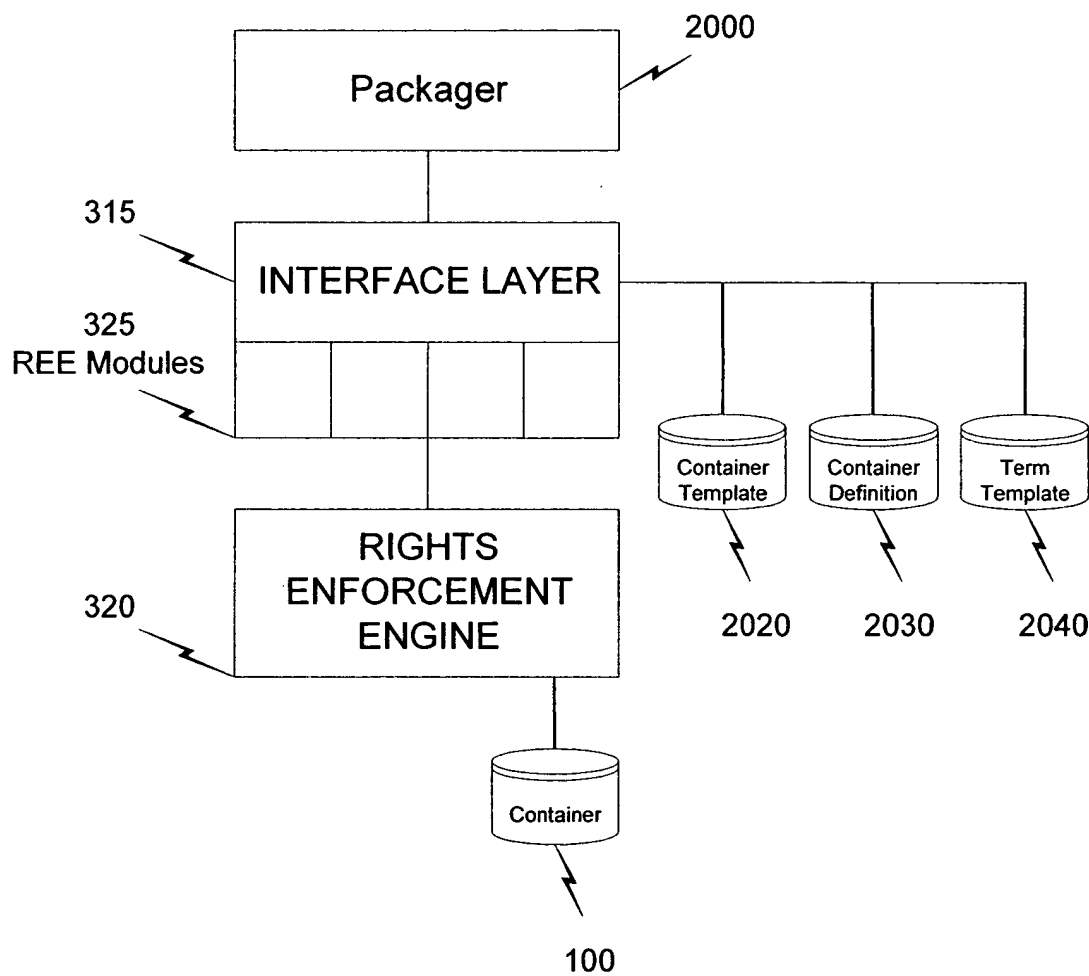 2000
Packager
315
INTERFACE LAYER
325
REE Modules
Container
Template
Container
Definition
Term
Template
RIGHTS
ENFORCEMENT
ENGINE
320
2020
2030
2040
Container
100